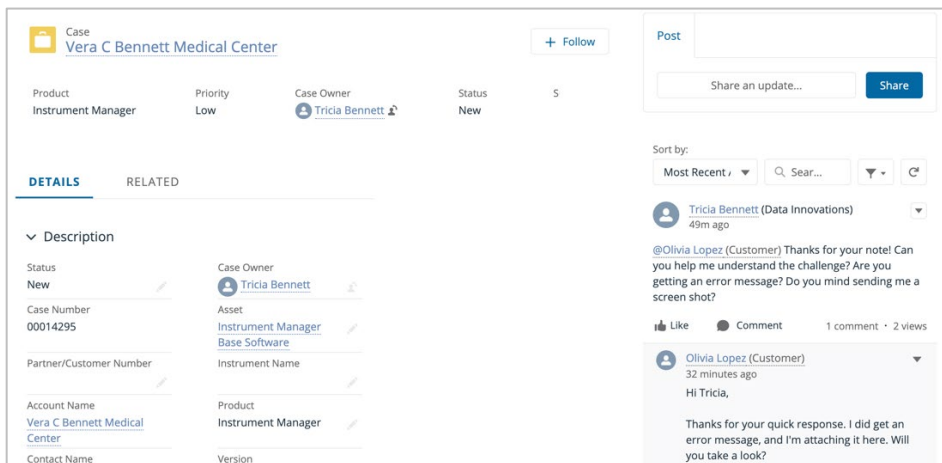 Case
Vera C Bennett Medical Center
+ Follow
Product
Priority
Case Owner
Status
S
Instrument Manager
Low
Tricia Bennett
New
DETAILS
RELATED
Description
Status
New
Case Owner
Tricia Bennett
Case Number
00014295
Asset
Instrument Manager
Base Software
Partner/Customer Number
Instrument Name
Account Name
Vera C Bennett Medical
Center
Product
Instrument Manager
Contact Name
Version
Post
Share an update...
Share
Sort by:
Most Recent
Sear...
Tricia Bennett (Data Innovations)
49m ago
@Olivia Lopez (Customer) Thanks for your note! Can
you help me understand the challenge? Are you
getting an error message? Do you mind sending me a
screen shot?
Like
Comment
1 comment · 2 views
Olivia Lopez (Customer)
32 minutes ago
Hi Tricia,
Thanks for your quick response. I did get an
error message, and I'm attaching it here. Will
you take a look?